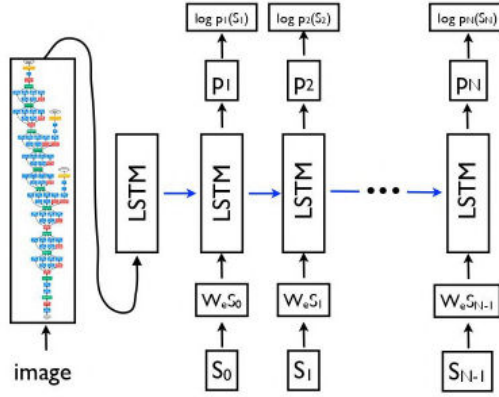 log p₁(S₁) log p₂(S₂) log pₙ(Sₙ)
p₁ p₂ pₙ
LSTM LSTM LSTM ••• LSTM
WₑS₀ WₑS₁ WₑSₙ₋₁
image S₀ S₁ Sₙ₋₁